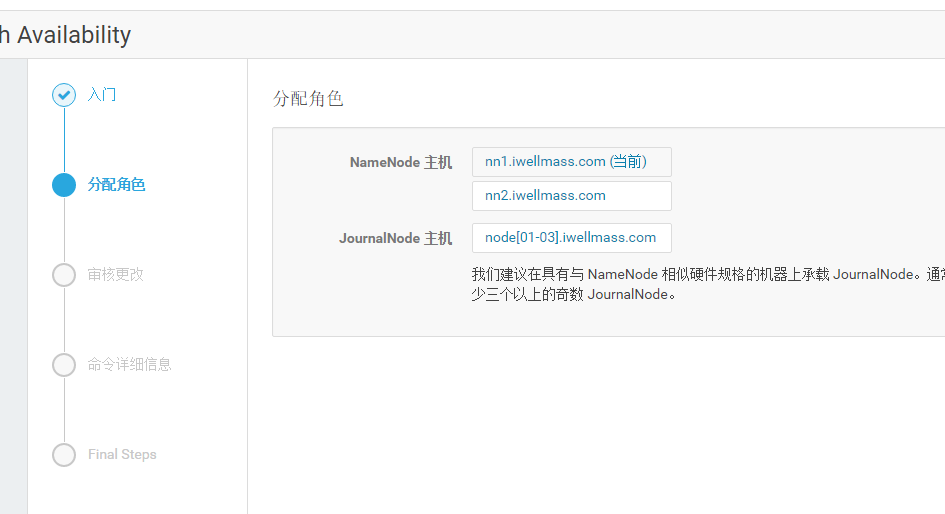 h Availability
入门
分配角色
审核更改
命令详细信息
Final Steps
分配角色
NameNode 主机
nn1.iwellmass.com (当前)
nn2.iwellmass.com
JournalNode 主机
node[01-03].iwellmass.com
我们建议在具有与 NameNode 相似硬件规格的机器上承载 JournalNode。通常
少三个以上的奇数 JournalNode。